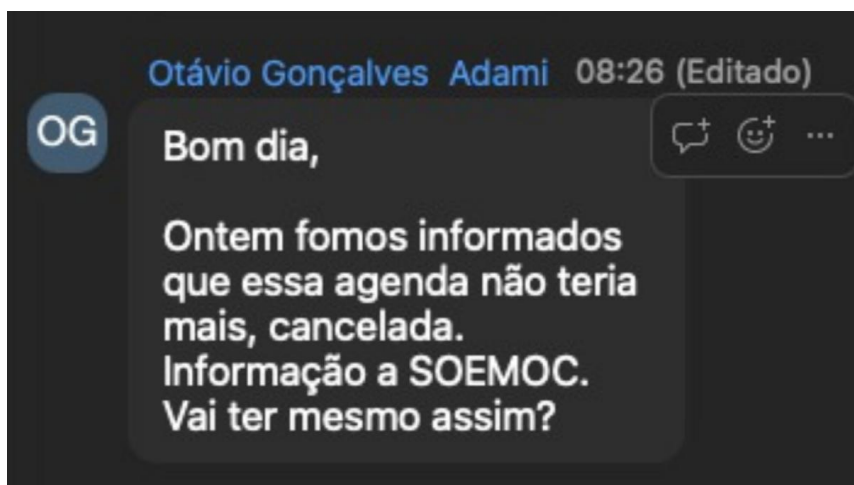 Otávio Gonçalves Adami 08:26 (Editado)
OG
Bom dia,
Ontem fomos informados
que essa agenda não teria
mais, cancelada.
Informação a SOEMOC.
Vai ter mesmo assim?